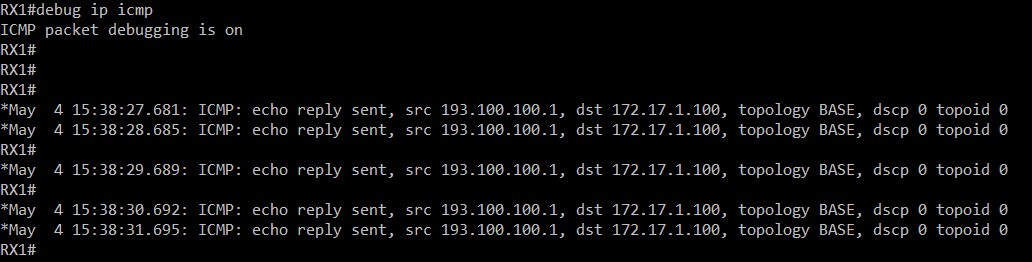 RX1#debug ip icmp
ICMP packet debugging is on
RX1#
RX1#
RX1#
*May  4 15:38:27.681: ICMP: echo reply sent, src 193.100.100.1, dst 172.17.1.100, topology BASE, dscp 0 topoid 0
*May  4 15:38:28.685: ICMP: echo reply sent, src 193.100.100.1, dst 172.17.1.100, topology BASE, dscp 0 topoid 0
RX1#
*May  4 15:38:29.689: ICMP: echo reply sent, src 193.100.100.1, dst 172.17.1.100, topology BASE, dscp 0 topoid 0
RX1#
*May  4 15:38:30.692: ICMP: echo reply sent, src 193.100.100.1, dst 172.17.1.100, topology BASE, dscp 0 topoid 0
*May  4 15:38:31.695: ICMP: echo reply sent, src 193.100.100.1, dst 172.17.1.100, topology BASE, dscp 0 topoid 0
RX1#